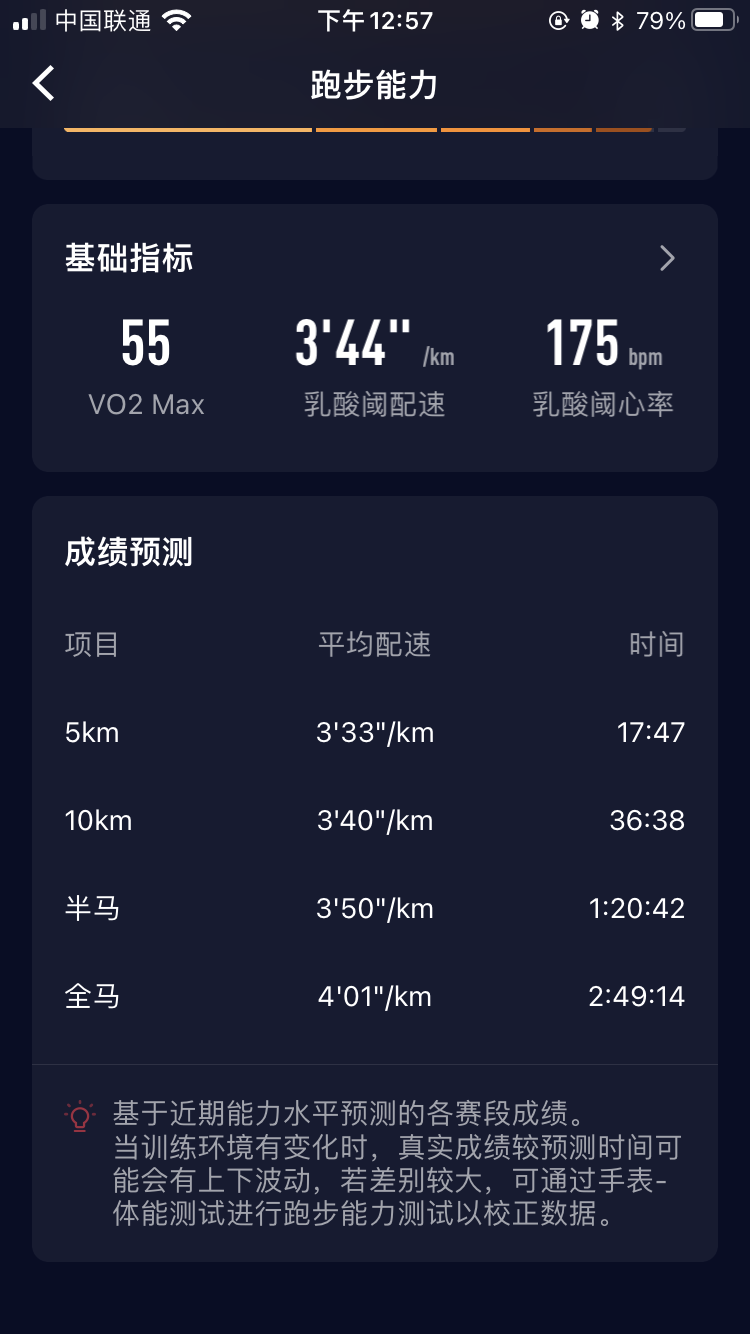 中国联通 下午12:57 79%
跑步能力
基础指标
55 3'44'' /km 175 bpm
VO2 Max 乳酸阈配速 乳酸阈心率
成绩预测
项目 平均配速 时间
5km 3'33"/km 17:47
10km 3'40"/km 36:38
半马 3'50"/km 1:20:42
全马 4'01"/km 2:49:14
基于近期能力水平预测的各赛段成绩。
当训练环境有变化时，真实成绩较预测时间可
能会有上下波动，若差别较大，可通过手表-
体能测试进行跑步能力测试以校正数据。